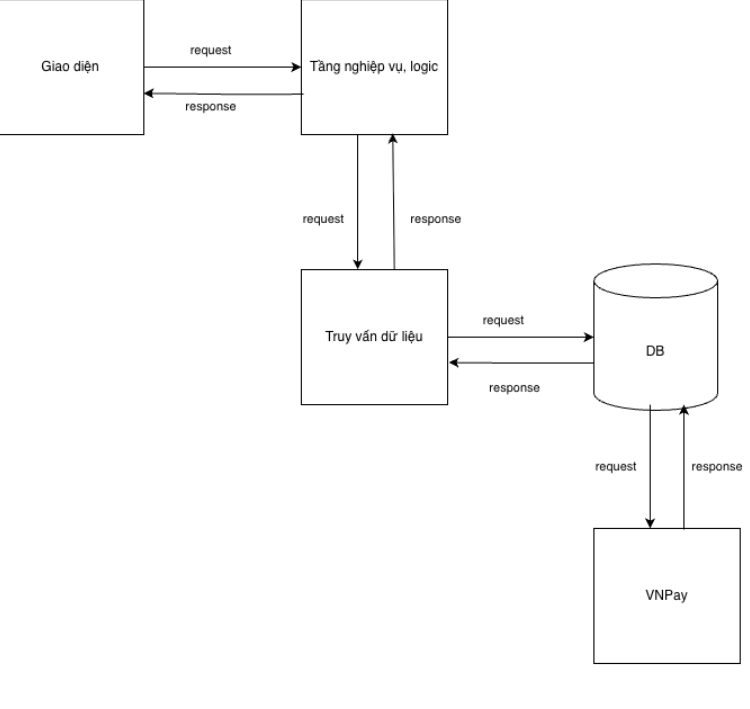 Giao diện
request
response
Tầng nghiệp vụ, logic
request
response
Truy vấn dữ liệu
request
response
DB
request
response
VNPay